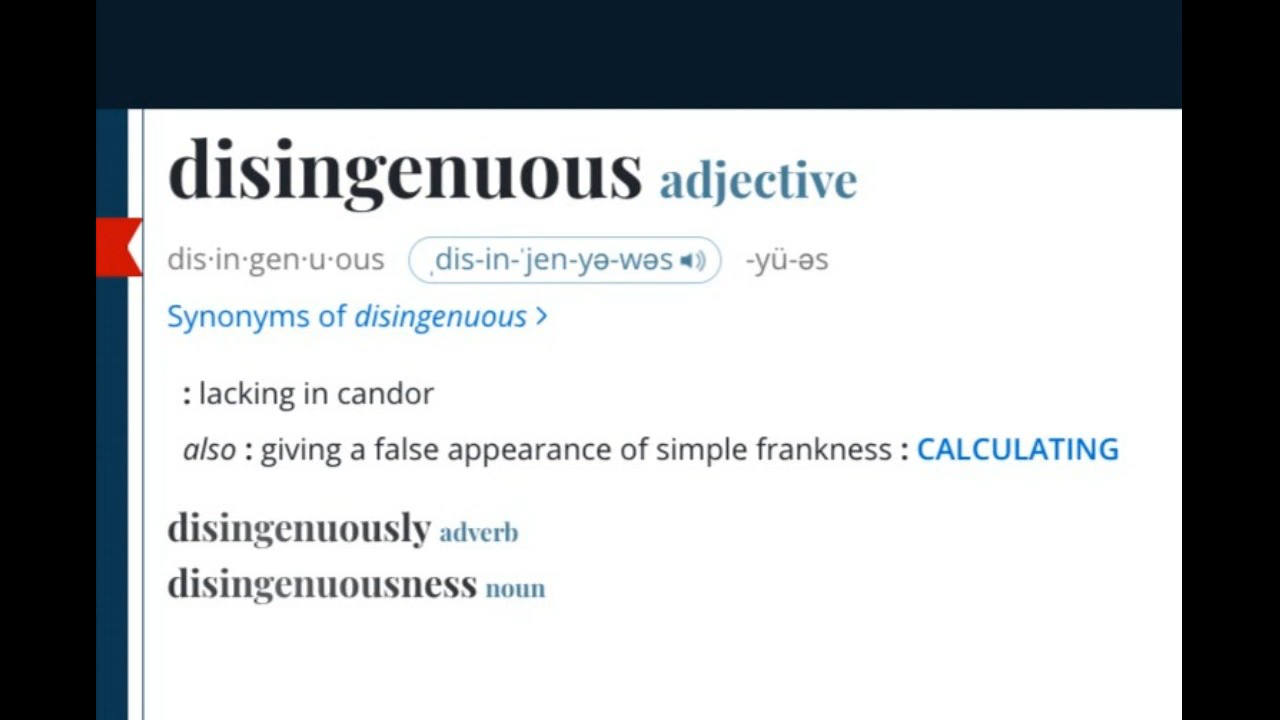 disingenuous adjective
dis·in·gen·u·ous ˌdis-in-ˈjen-yə-wəs -yü-əs
Synonyms of disingenuous >
: lacking in candor
also : giving a false appearance of simple frankness : CALCULATING
disingenuously adverb
disingenuousness noun